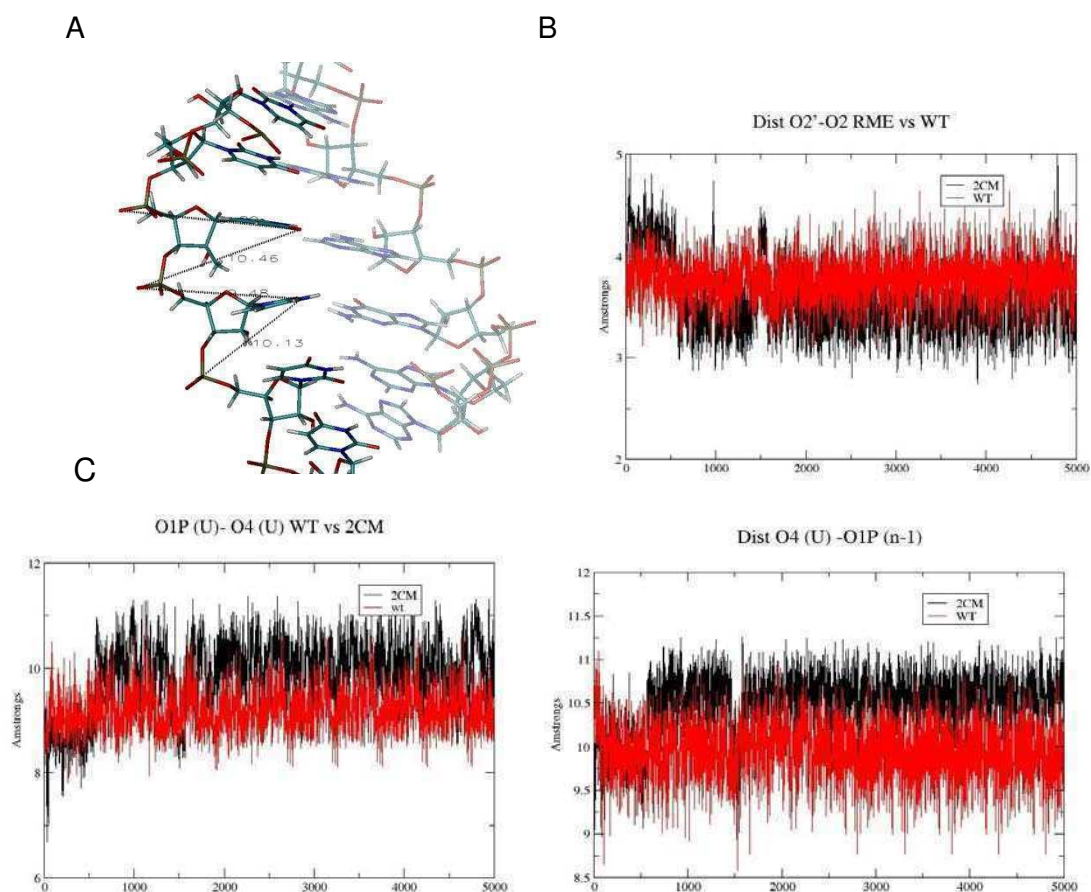 A
B
10.46
10.13
Dist O2'-O2 RME vs WT
5
4
3
2
Amstrongs
2CM
WT
0
1000
2000
3000
4000
5000
C
O1P (U)- O4 (U) WT vs 2CM
12
10
8
6
Amstrongs
2CM
wt
0
1000
2000
3000
4000
5000
Dist O4 (U) -O1P (n-1)
12
11.5
11
10.5
10
9.5
9
8.5
Amstrongs
2CM
WT
0
1000
2000
3000
4000
5000